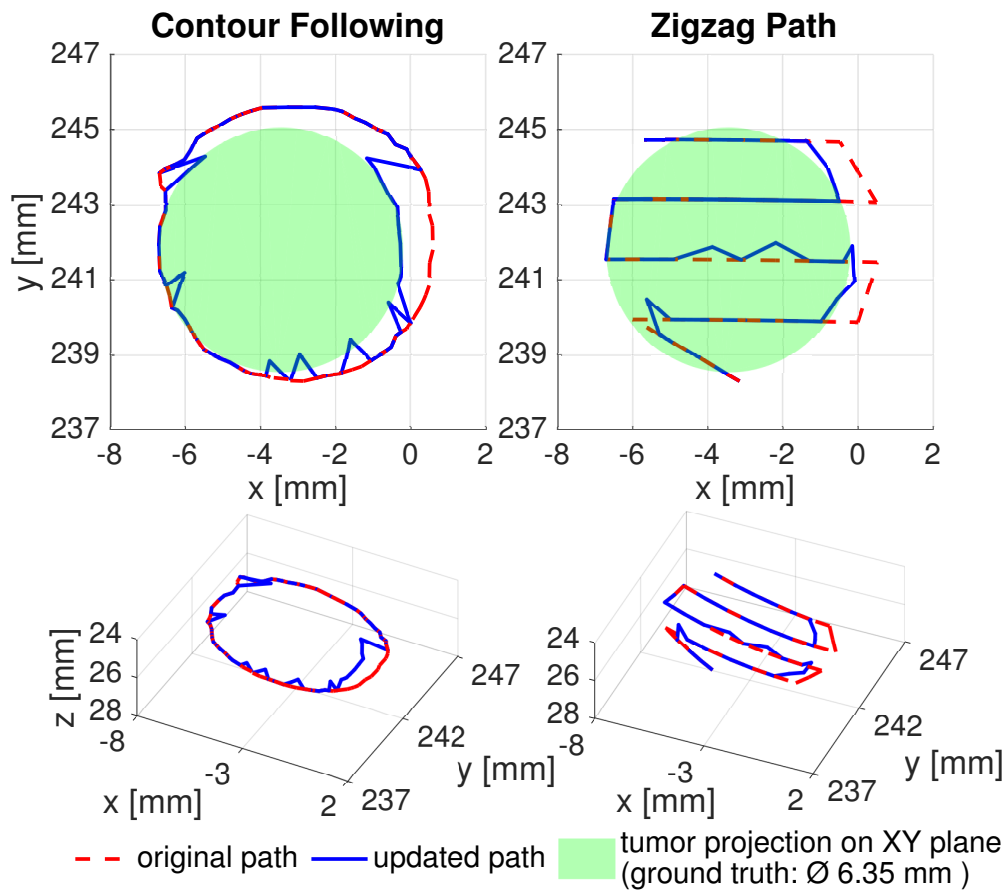 Contour Following
Zigzag Path
247
245
243
241
239
237
y [mm]
-8 -6 -4 -2 0 2
x [mm]
247
245
243
241
239
237
-8 -6 -4 -2 0 2
x [mm]
24
26
28
z [mm]
-8
-3
2
x [mm]
237
242
247
y [mm]
24
26
28
-8
-3
2
x [mm]
237
242
247
y [mm]
original path
updated path
tumor projection on XY plane
(ground truth: Ø 6.35 mm )